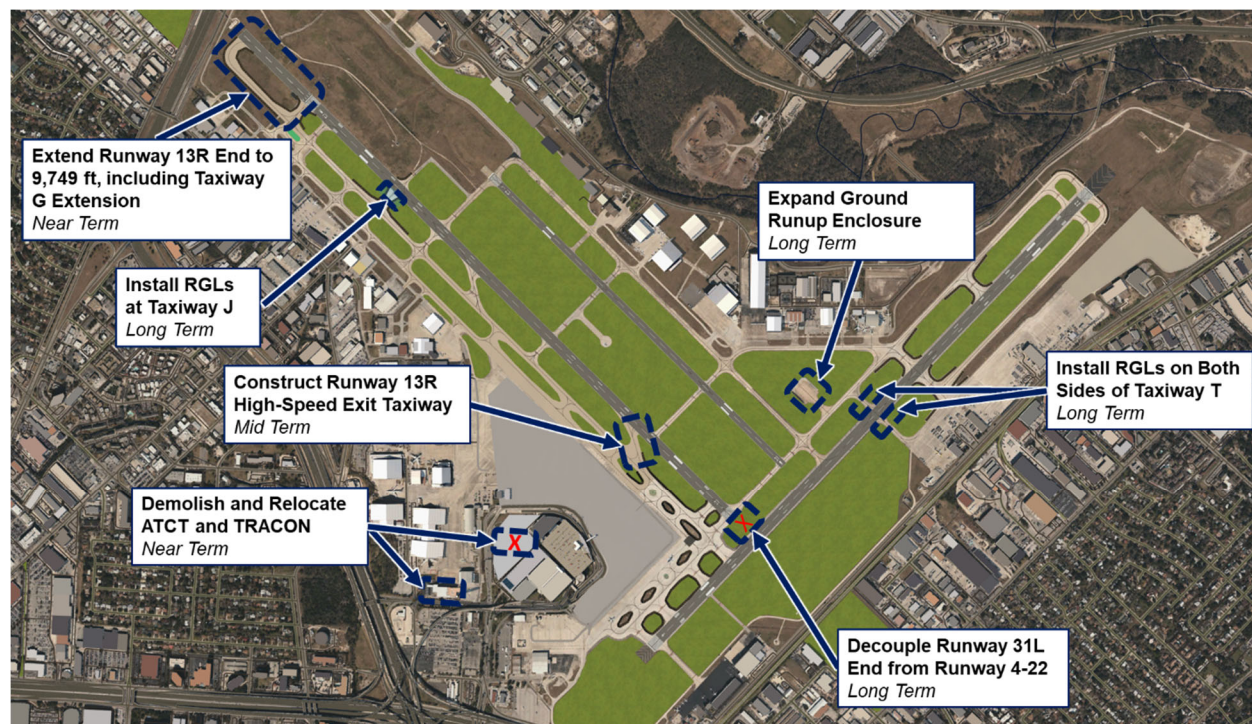 Extend Runway 13R End to
9,749 ft, including Taxiway
G Extension
Near Term
Expand Ground
Runup Enclosure
Long Term
Install RGLs
at Taxiway J
Long Term
Install RGLs on Both
Sides of Taxiway T
Long Term
Construct Runway 13R
High-Speed Exit Taxiway
Mid Term
Demolish and Relocate
ATCT and TRACON
Near Term
X
X
Decouple Runway 31L
End from Runway 4-22
Long Term